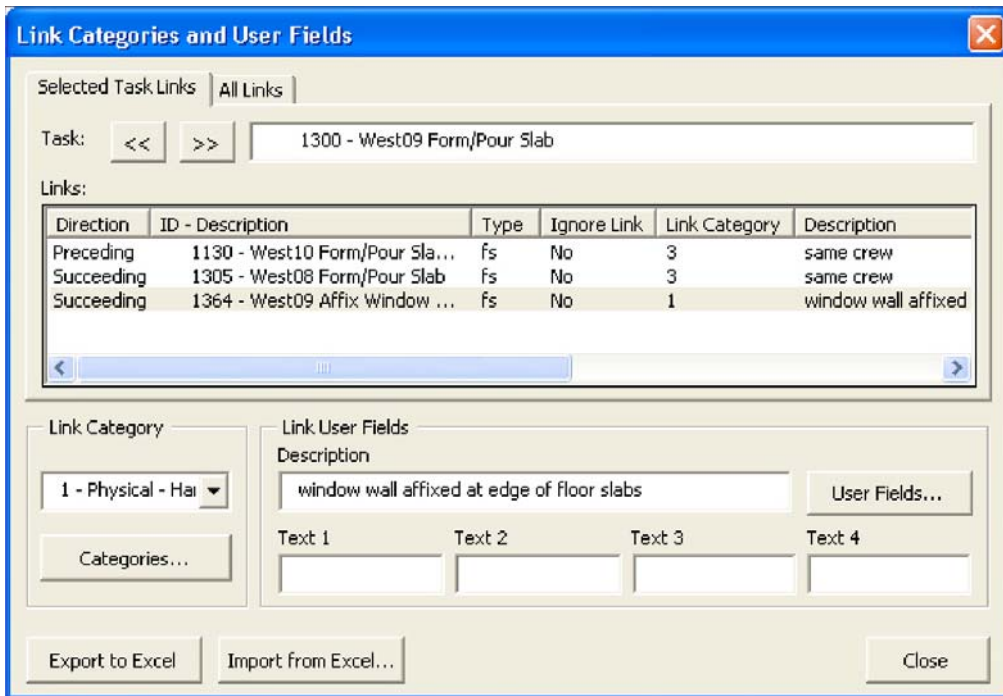 Link Categories and User Fields
Selected Task Links All Links
Task: << >> 1300 - West09 Form/Pour Slab
Links:
Direction ID - Description Type Ignore Link Link Category Description
Preceding 1130 - West10 Form/Pour Sla... fs No 3 same crew
Succeeding 1305 - West08 Form/Pour Slab fs No 3 same crew
Succeeding 1364 - West09 Affix Window ... fs No 1 window wall affixed
Link Category
1 - Physical - Har
Categories...
Link User Fields
Description
window wall affixed at edge of floor slabs
User Fields...
Text 1 Text 2 Text 3 Text 4
Export to Excel Import from Excel... Close